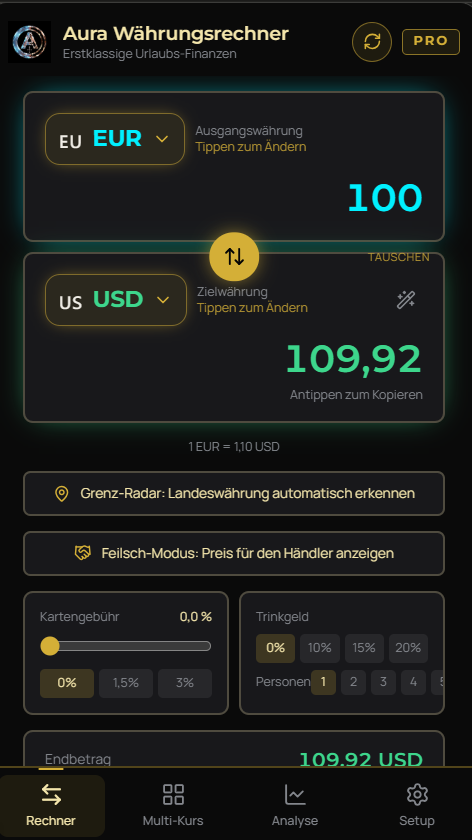 Aura Währungsrechner
Erstklassige Urlaubs-Finanzen
PRO
EU EUR
Ausgangswährung
Tippen zum Ändern
100
TAUSCHEN
US USD
Zielwährung
Tippen zum Ändern
109,92
Antippen zum Kopieren
1 EUR = 1,10 USD
Grenz-Radar: Landeswährung automatisch erkennen
Feilsch-Modus: Preis für den Händler anzeigen
Kartengebühr 0,0 %
0% 1,5% 3%
Trinkgeld
0% 10% 15% 20%
Personen 1 2 3 4 5
Endbetrag 109,92 USD
Rechner Multi-Kurs Analyse Setup